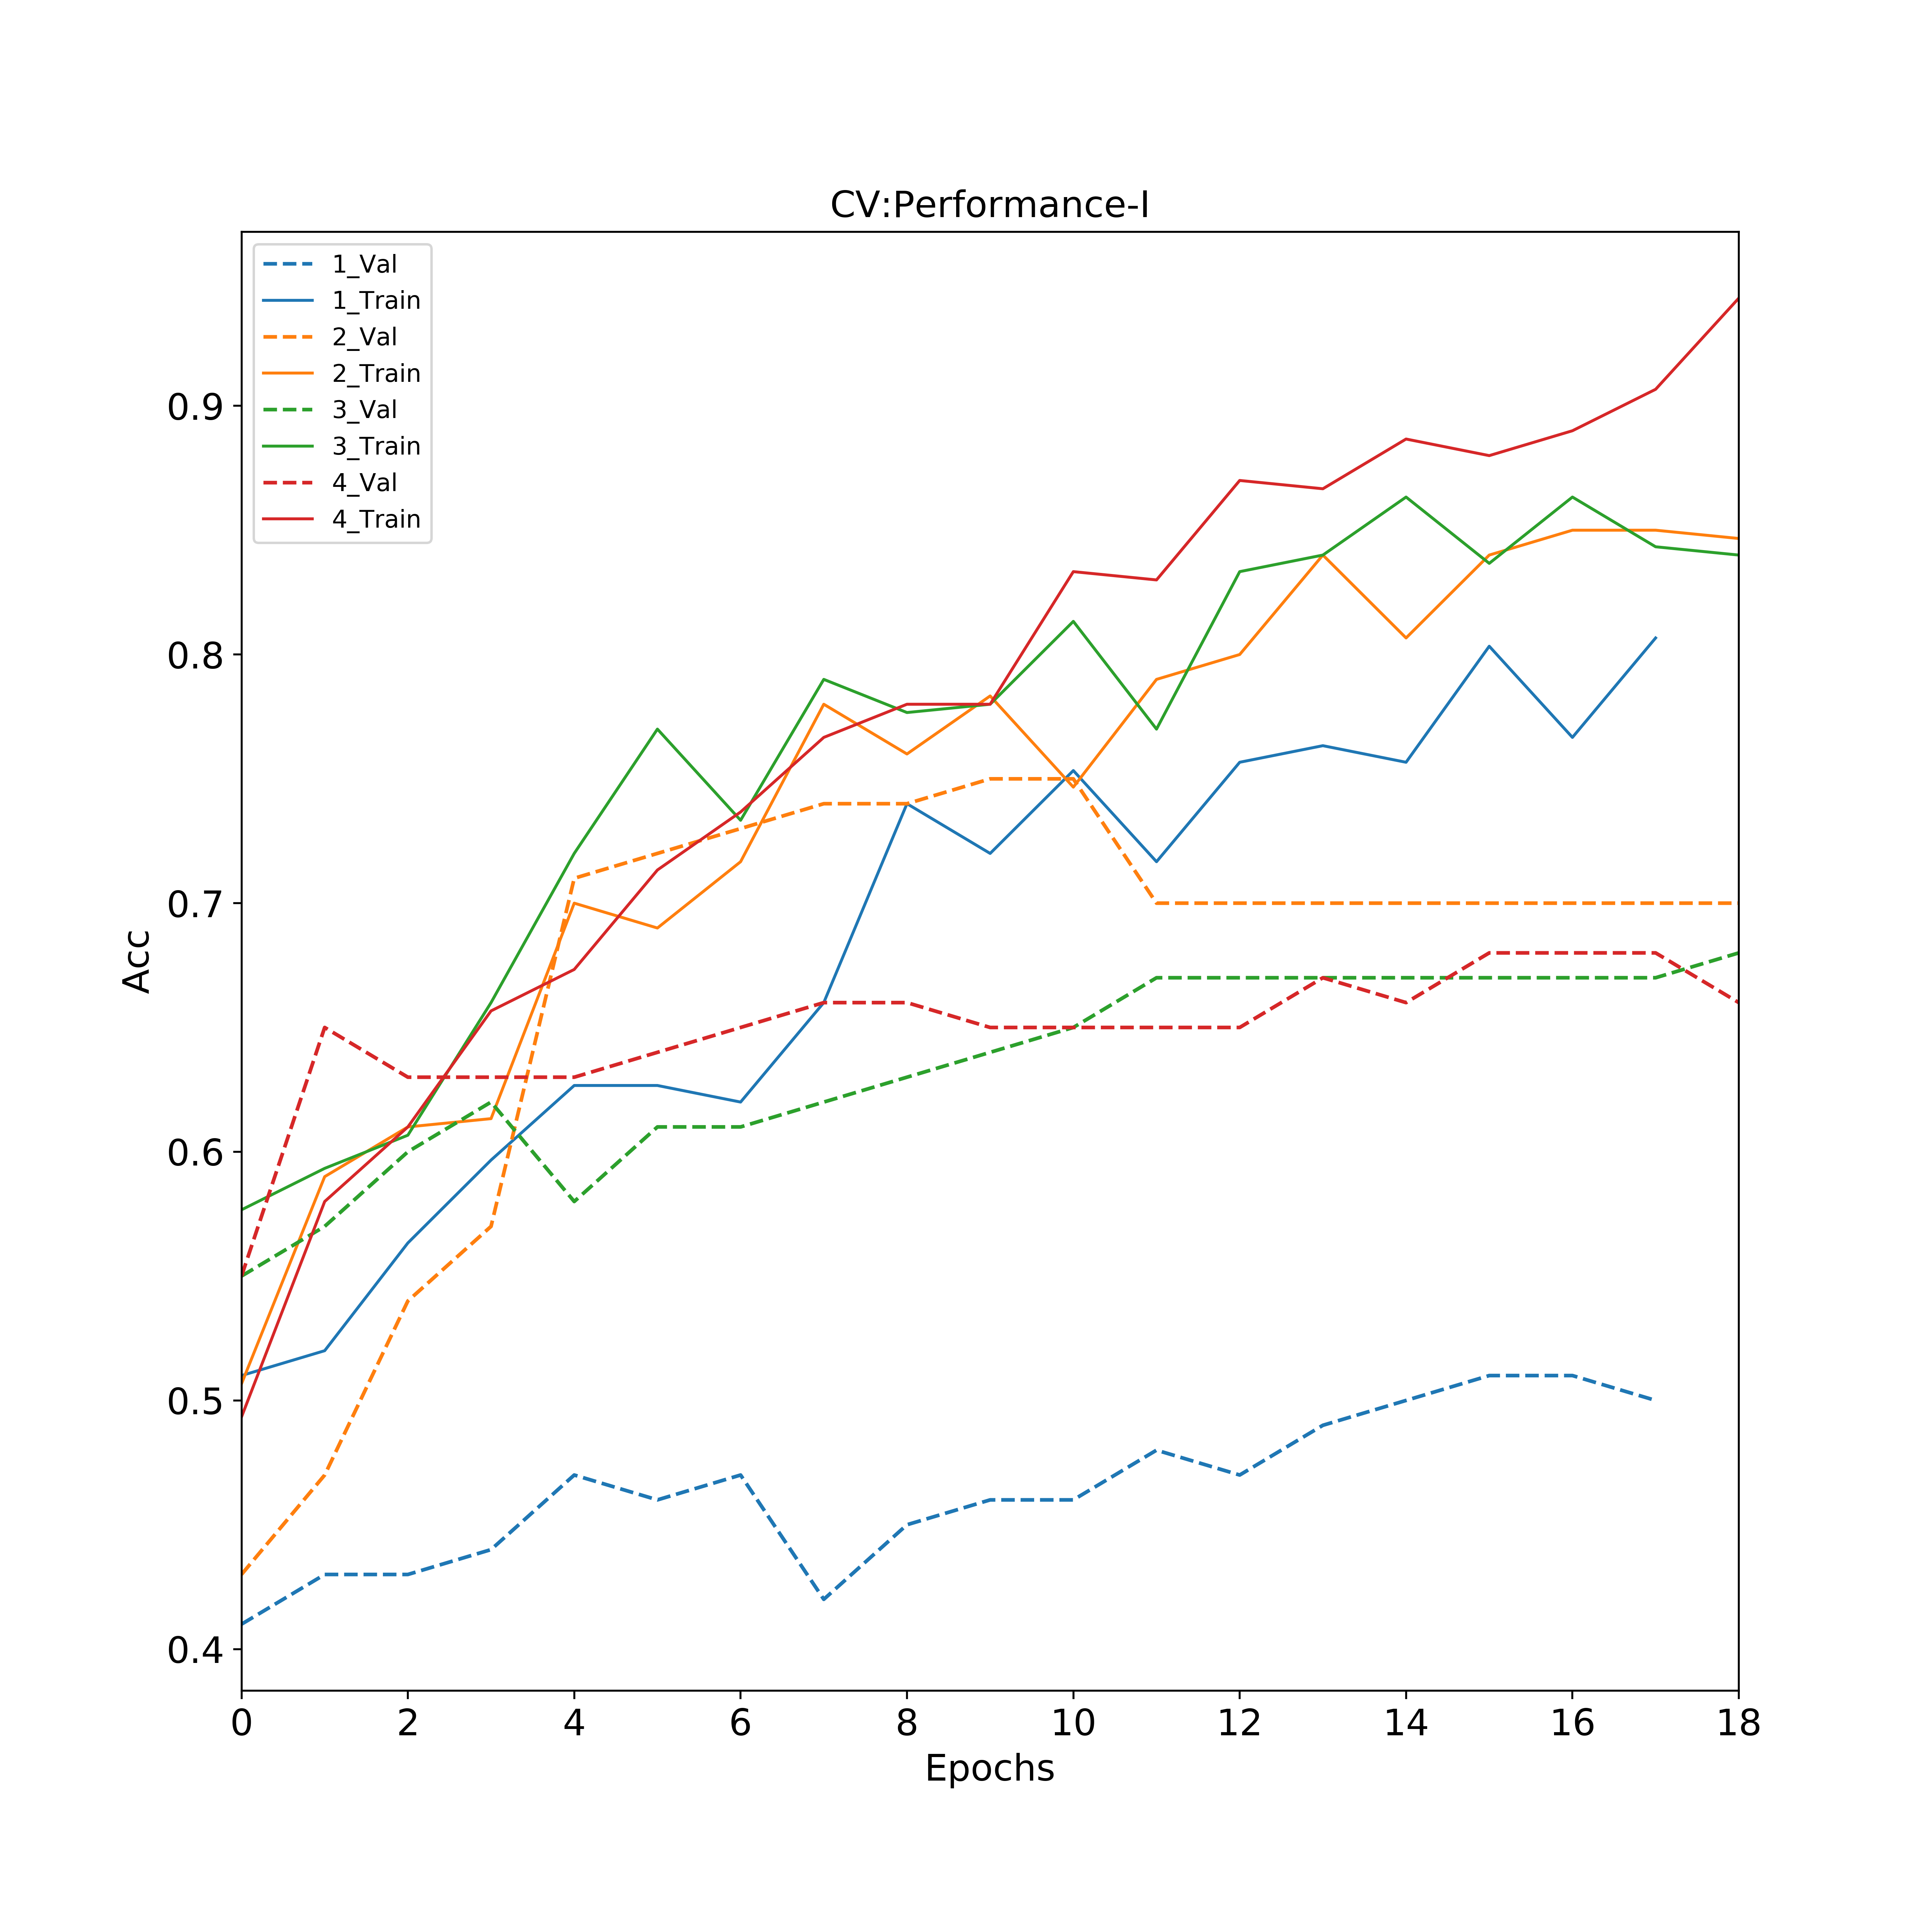 CV:Performance-I
1_Val
1_Train
2_Val
2_Train
3_Val
3_Train
4_Val
4_Train
0.9
0.8
0.7
0.6
0.5
0.4
Acc
0 2 4 6 8 10 12 14 16 18
Epochs